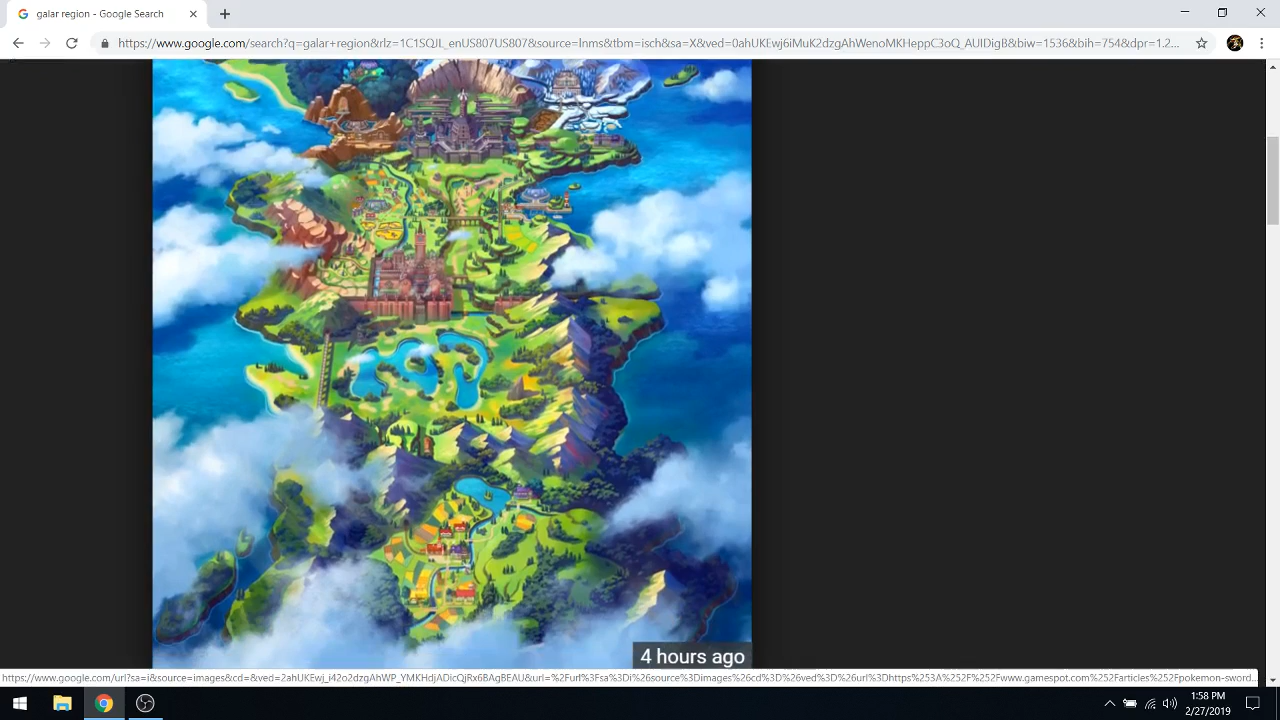 galar region - Google Search
https://www.google.com/search?q=galar+region&rlz=1C1SQJL_enUS807US807&source=lnms&tbm=isch&sa=X&ved=0ahUKEwj6iMuK2dzgAhWenoMKHeppC3oQ_AUIDigB&biw=1536&bih=754&dpr=1.2...
4 hours ago
https://www.google.com/url?sa=i&source=images&cd=&ved=2ahUKEwj_i42o2dzgAhWP_YMKHdjADicQjRx6BAgBEAU&url=%2Furl%3Fsa%3Di%26source%3Dimages%26cd%3D%26ved%3D%26url%3Dhttps%253A%252F%252Fwww.gamespot.com%252Farticles%252Fpokemon-sword...
1:58 PM
2/27/2019